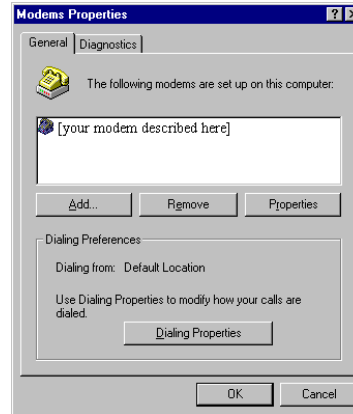 Modems Properties
General Diagnostics
The following modems are set up on this computer:
[your modem described here]
Add... Remove Properties
Dialing Preferences
Dialing from: Default Location
Use Dialing Properties to modify how your calls are
dialed.
Dialing Properties
OK Cancel